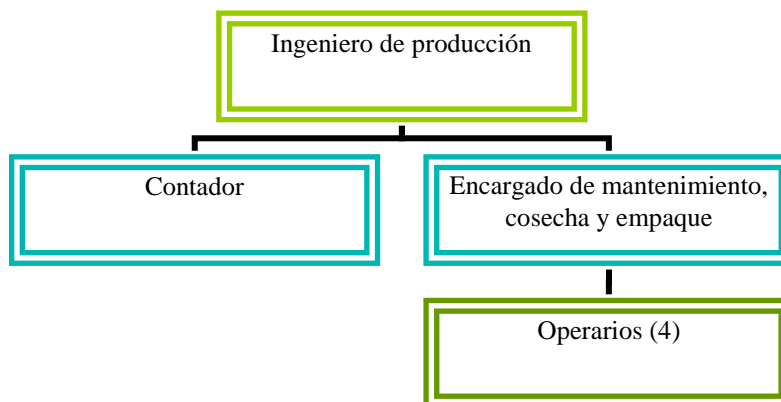 Ingeniero de producción
Contador
Encargado de mantenimiento,
cosecha y empaque
Operarios (4)